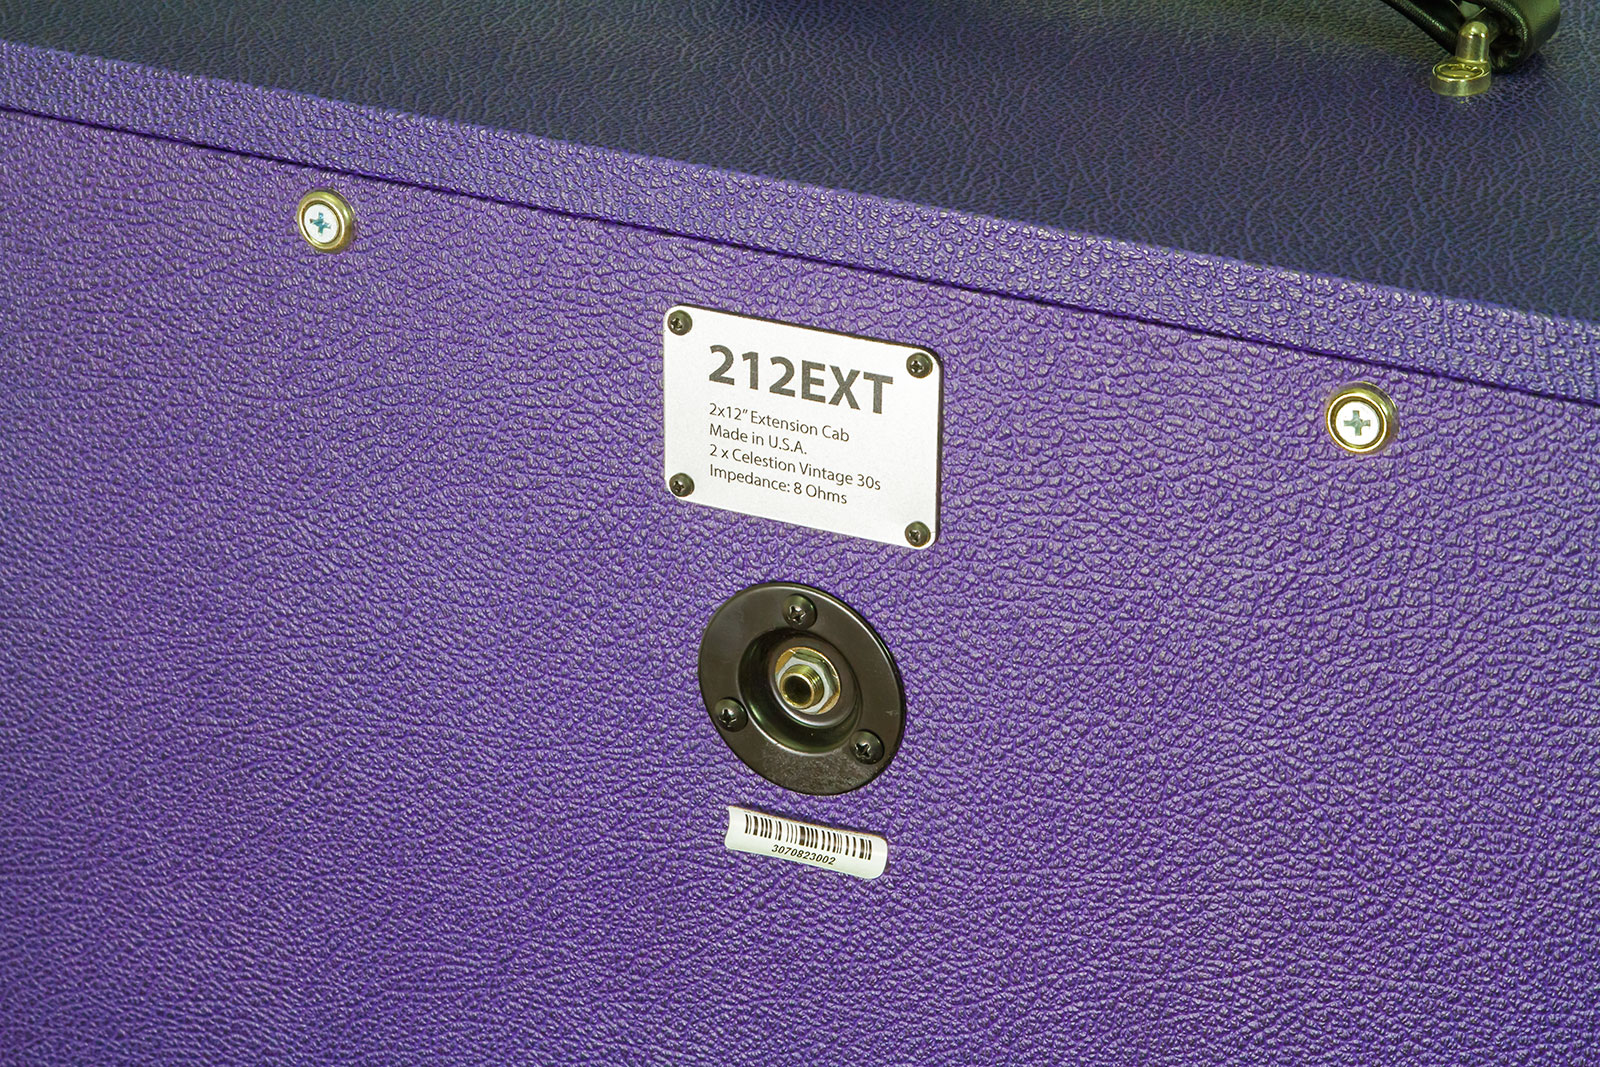 212EXT
2x12” Extension Cab
Made in U.S.A.
2 x Celestion Vintage 30s
Impedance: 8 Ohms
3070823002